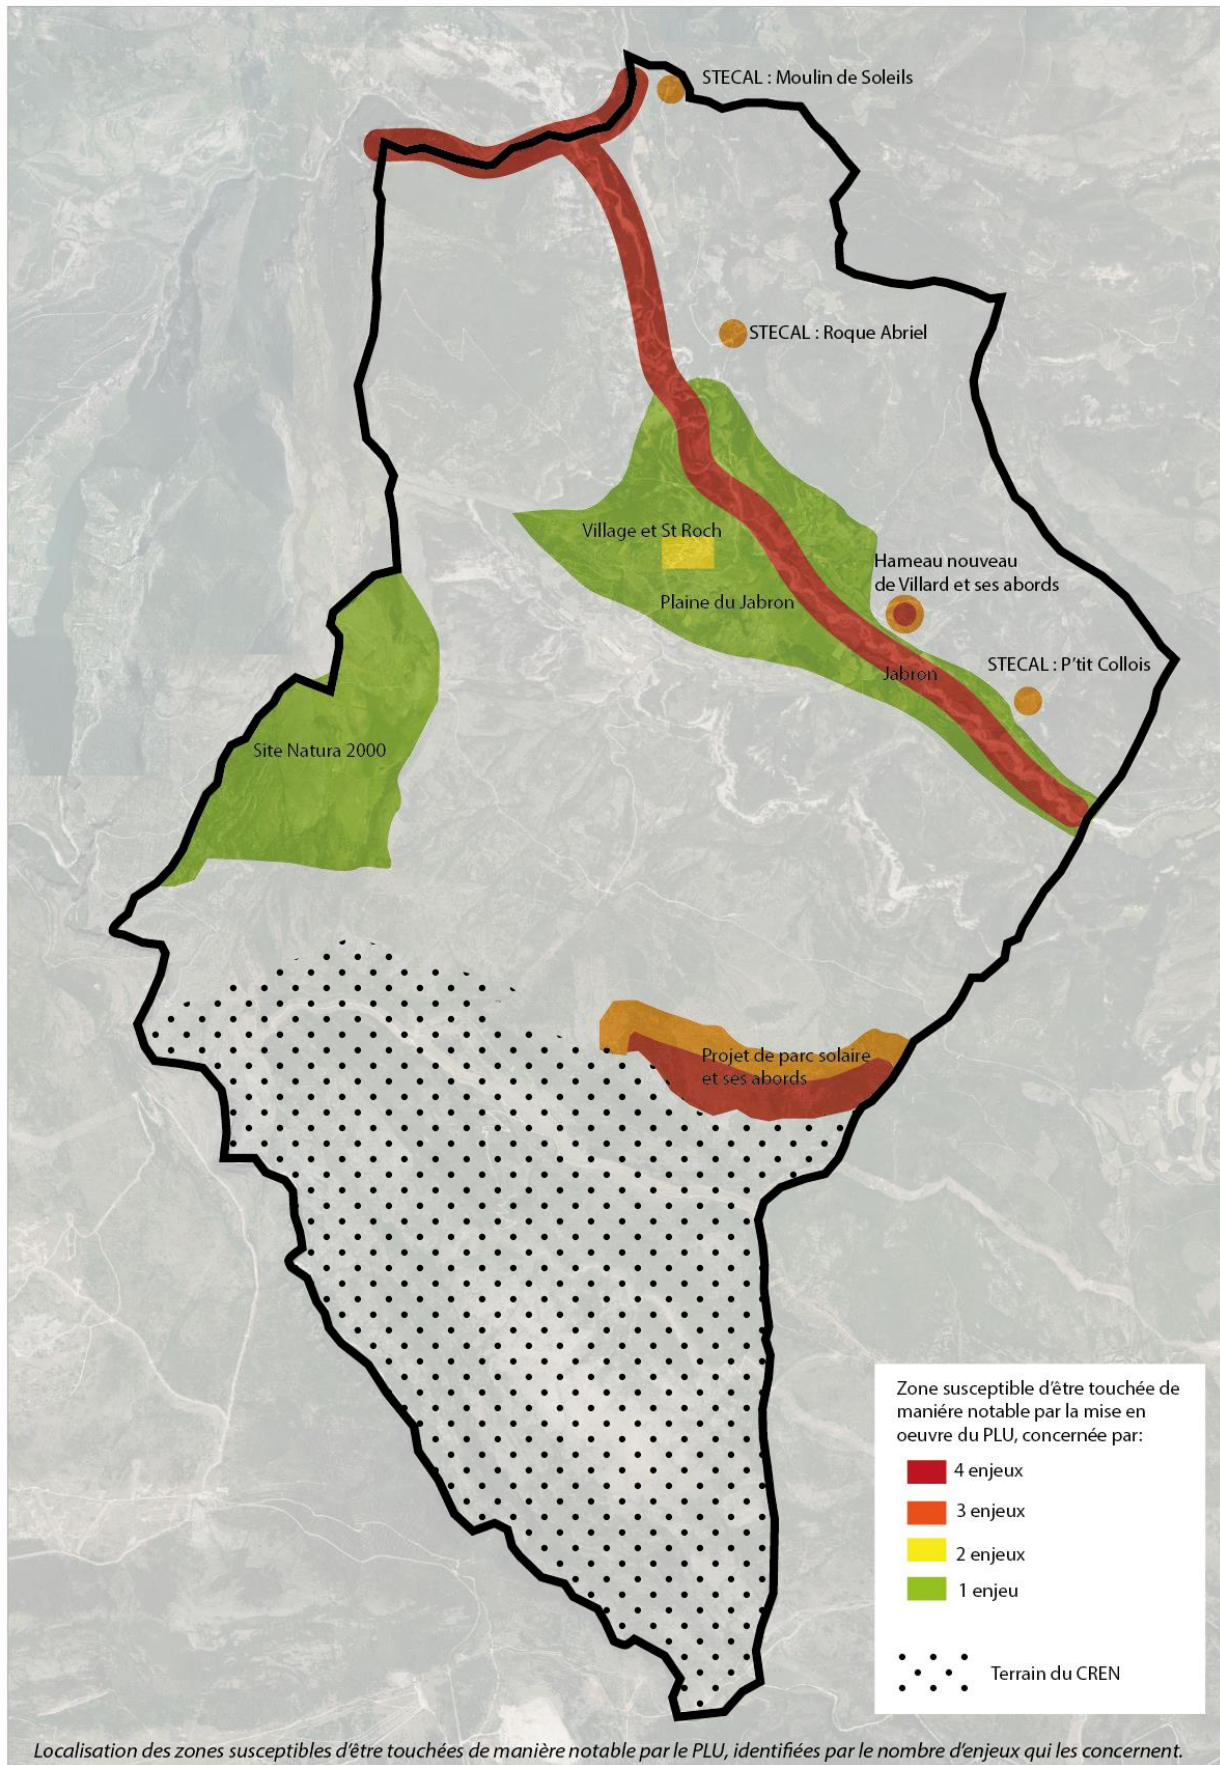 STECAL : Moulin de Soleils
STECAL : Roque Abriel
Village et St Roch
Hameau nouveau
de Villard et ses abords
Plaine du Jabron
STECAL : P'tit Collois
Jabron
Site Natura 2000
Projet de parc solaire
et ses abords
Zone susceptible d'être touchée de
maniére notable par la mise en
oeuvre du PLU, concernée par:
4 enjeux
3 enjeux
2 enjeux
1 enjeu
Terrain du CREN
Localisation des zones susceptibles d'être touchées de manière notable par le PLU, identifiées par le nombre d'enjeux qui les concernent.